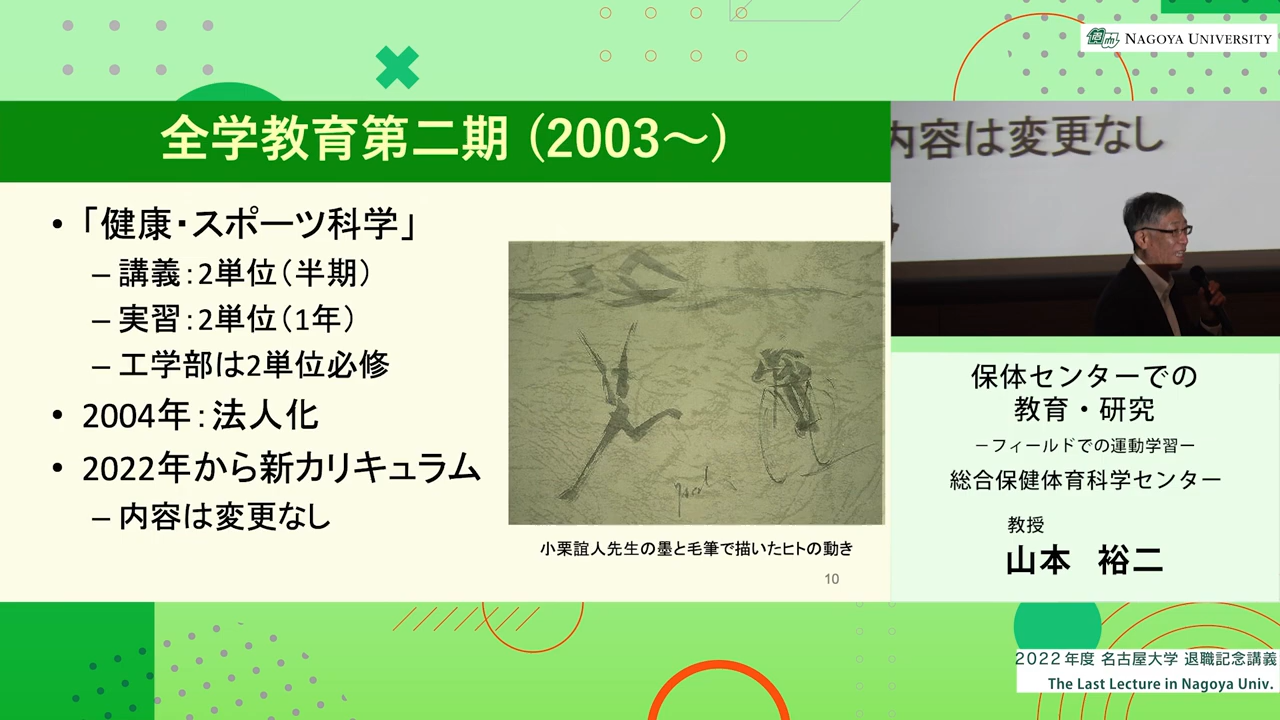 NAGOYA UNIVERSITY
全学教育第二期 (2003～)
・「健康・スポーツ科学」
– 講義：2単位（半期）
– 実習：2単位（1年）
– 工学部は2単位必修
・2004年：法人化
・2022年から新カリキュラム
– 内容は変更なし
小栗誼人先生の墨と毛筆で描いたヒトの動き
10
内容は変更なし
保体センターでの
教育・研究
－フィールドでの運動学習－
総合保健体育科学センター
教授
山本 裕二
2022年度 名古屋大学 退職記念講義
The Last Lecture in Nagoya Univ.